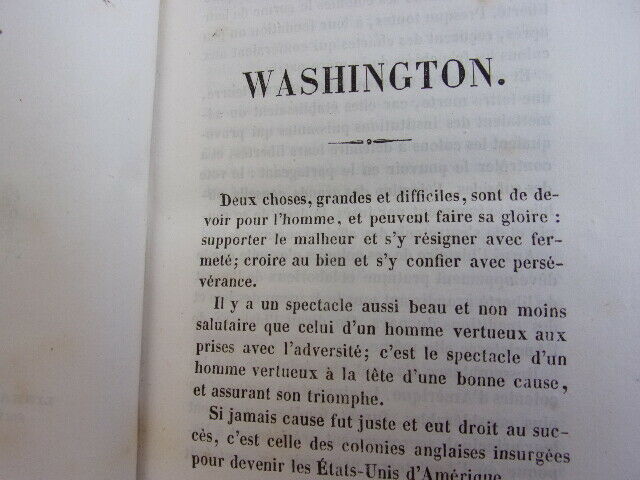 WASHINGTON.
Deux choses, grandes et difficiles, sont de de-
voir pour l'homme, et peuvent faire sa gloire :
supporter le malheur et s'y résigner avec fer-
meté; croire au bien et s'y confier avec persé-
vérance.
Il y a un spectacle aussi beau et non moins
salutaire que celui d'un homme vertueux aux
prises avec l'adversité; c'est le spectacle d'un
homme vertueux à la tête d'une bonne cause,
et assurant son triomphe.
Si jamais cause fut juste et eut droit au suc-
cès, c'est celle des colonies anglaises insurgées
pour devenir les États-Unis d'Amérique.